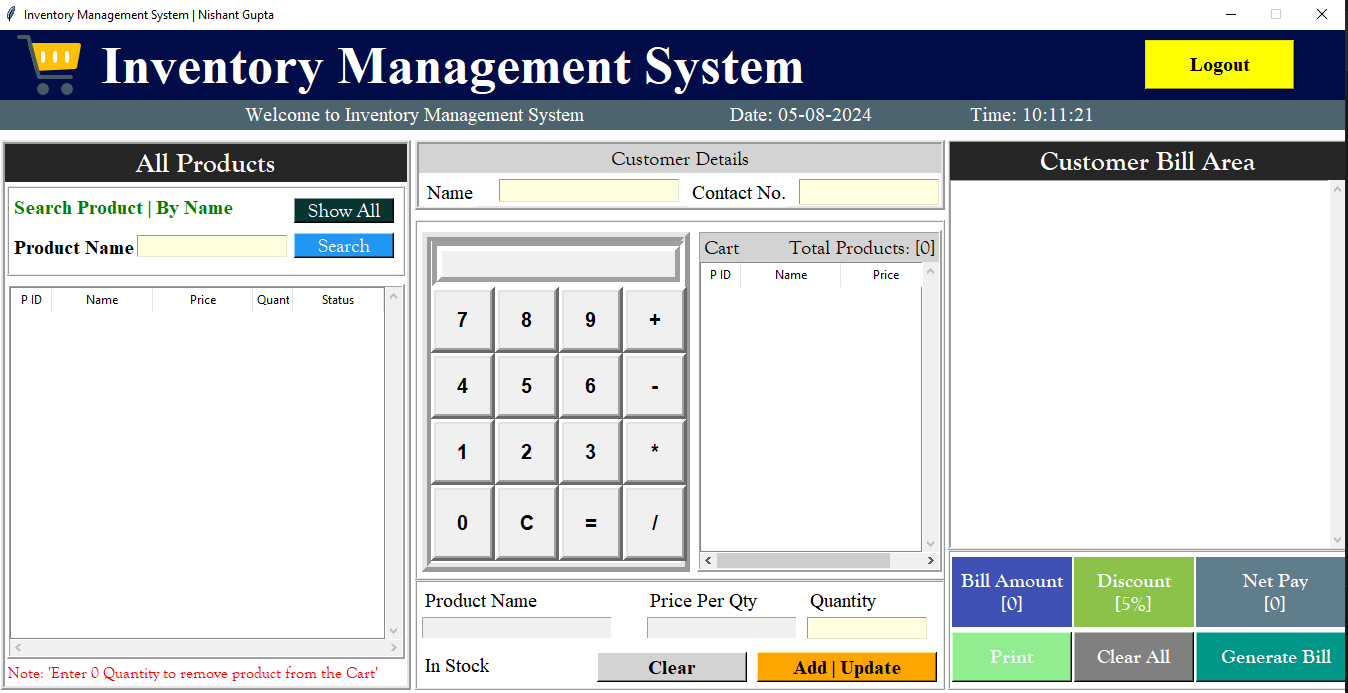 Inventory Management System | Nishant Gupta
Inventory Management System
Logout
Welcome to Inventory Management System Date: 05-08-2024 Time: 10:11:21
All Products
Search Product | By Name
Show All
Product Name
Search
P ID Name Price Quant Status
Note: 'Enter 0 Quantity to remove product from the Cart'
Customer Details
Name Contact No.
7 8 9 +
4 5 6 -
1 2 3 *
0 C = /
Cart Total Products: [0]
P ID Name Price
Product Name Price Per Qty Quantity
In Stock
Clear
Add | Update
Customer Bill Area
Bill Amount
[0]
Discount
[5%]
Net Pay
[0]
Print
Clear All
Generate Bill